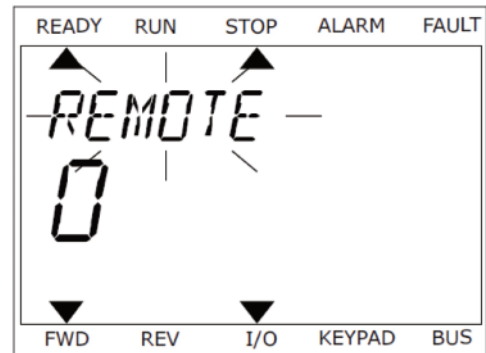 READY RUN STOP ALARM FAULT
REMOTE
0
FWD REV I/O KEYPAD BUS